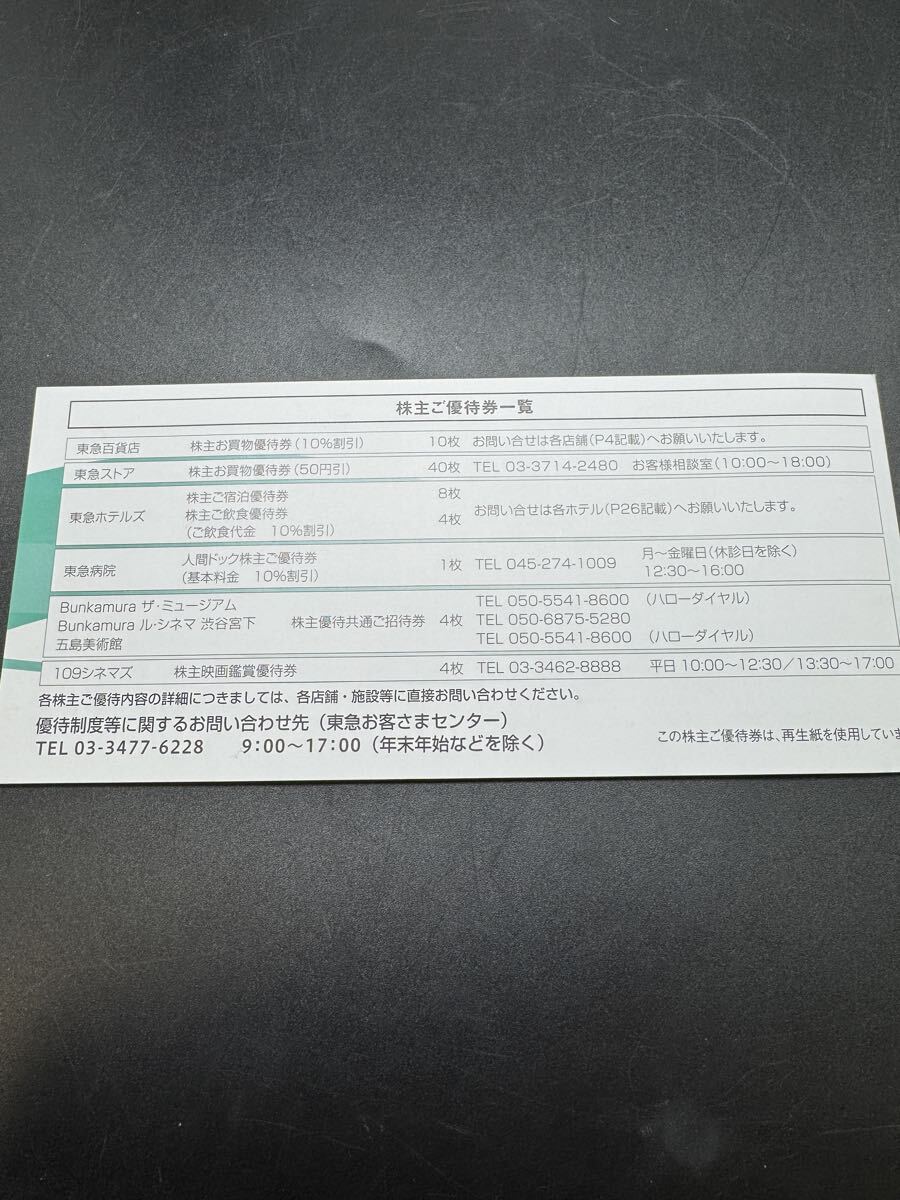 株主ご優待券一覧
東急百貨店 株主お買物優待券(10%割引) 10枚 お問い合せは各店舗(P4記載)へお願いいたします。
東急ストア 株主お買物優待券(50円引) 40枚 TEL 03-3714-2480 お客様相談室(10:00〜18:00)
東急ホテルズ 株主ご宿泊優待券 8枚 お問い合せは各ホテル(P26記載)へお願いいたします。
株主ご飲食優待券 4枚
(ご飲食代金 10%割引)
東急病院 人間ドック株主ご優待券 1枚 TEL 045-274-1009 月〜金曜日(休診日を除く)
(基本料金 10%割引) 12:30〜16:00
Bunkamura ザ・ミュージアム TEL 050-5541-8600 (ハローダイヤル)
Bunkamura ル・シネマ 渋谷宮下 株主優待共通ご招待券 4枚 TEL 050-6875-5280
五島美術館 TEL 050-5541-8600 (ハローダイヤル)
109シネマズ 株主映画鑑賞優待券 4枚 TEL 03-3462-8888 平日 10:00〜12:30/13:30〜17:00
各株主ご優待内容の詳細につきましては、各店舗・施設等に直接お問い合わせください。
優待制度等に関するお問い合わせ先(東急お客さまセンター)
TEL 03-3477-6228 9:00〜17:00(年末年始などを除く)
この株主ご優待券は、再生紙を使用していま